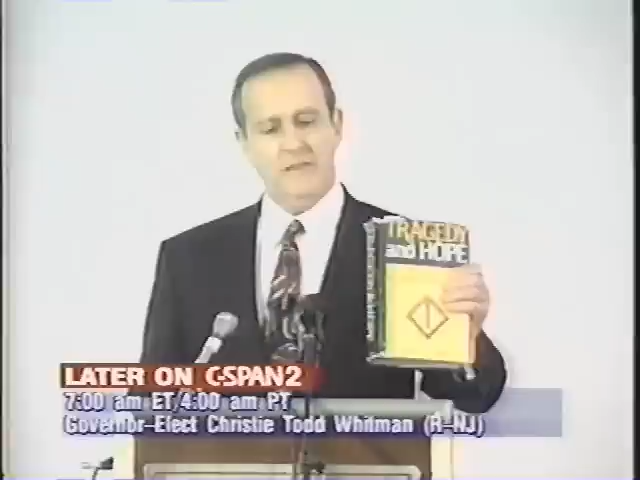 TRAGEDY
and HOPE
LATER ON C-SPAN2
7:00 am ET/4:00 am PT
Governor-Elect Christie Todd Whitman (R-NJ)